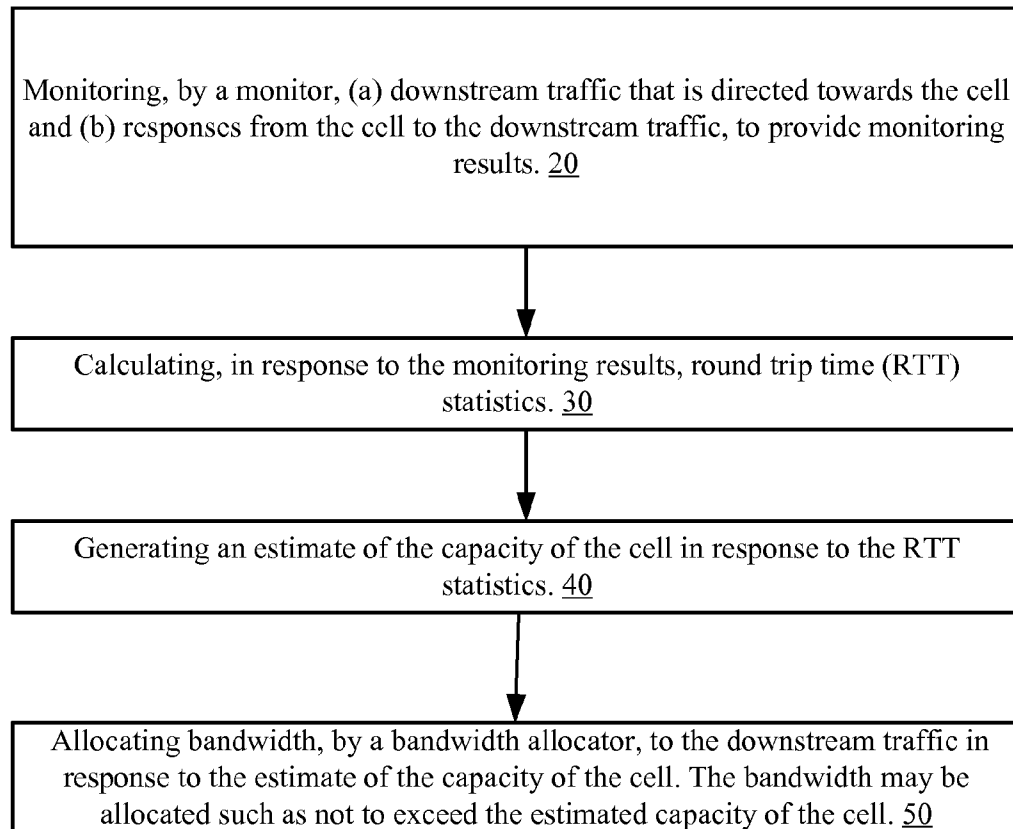 Monitoring, by a monitor, (a) downstream traffic that is directed towards the cell
and (b) responses from the cell to the downstream traffic, to provide monitoring
results. 20
Calculating, in response to the monitoring results, round trip time (RTT)
statistics. 30
Generating an estimate of the capacity of the cell in response to the RTT
statistics. 40
Allocating bandwidth, by a bandwidth allocator, to the downstream traffic in
response to the estimate of the capacity of the cell. The bandwidth may be
allocated such as not to exceed the estimated capacity of the cell. 50